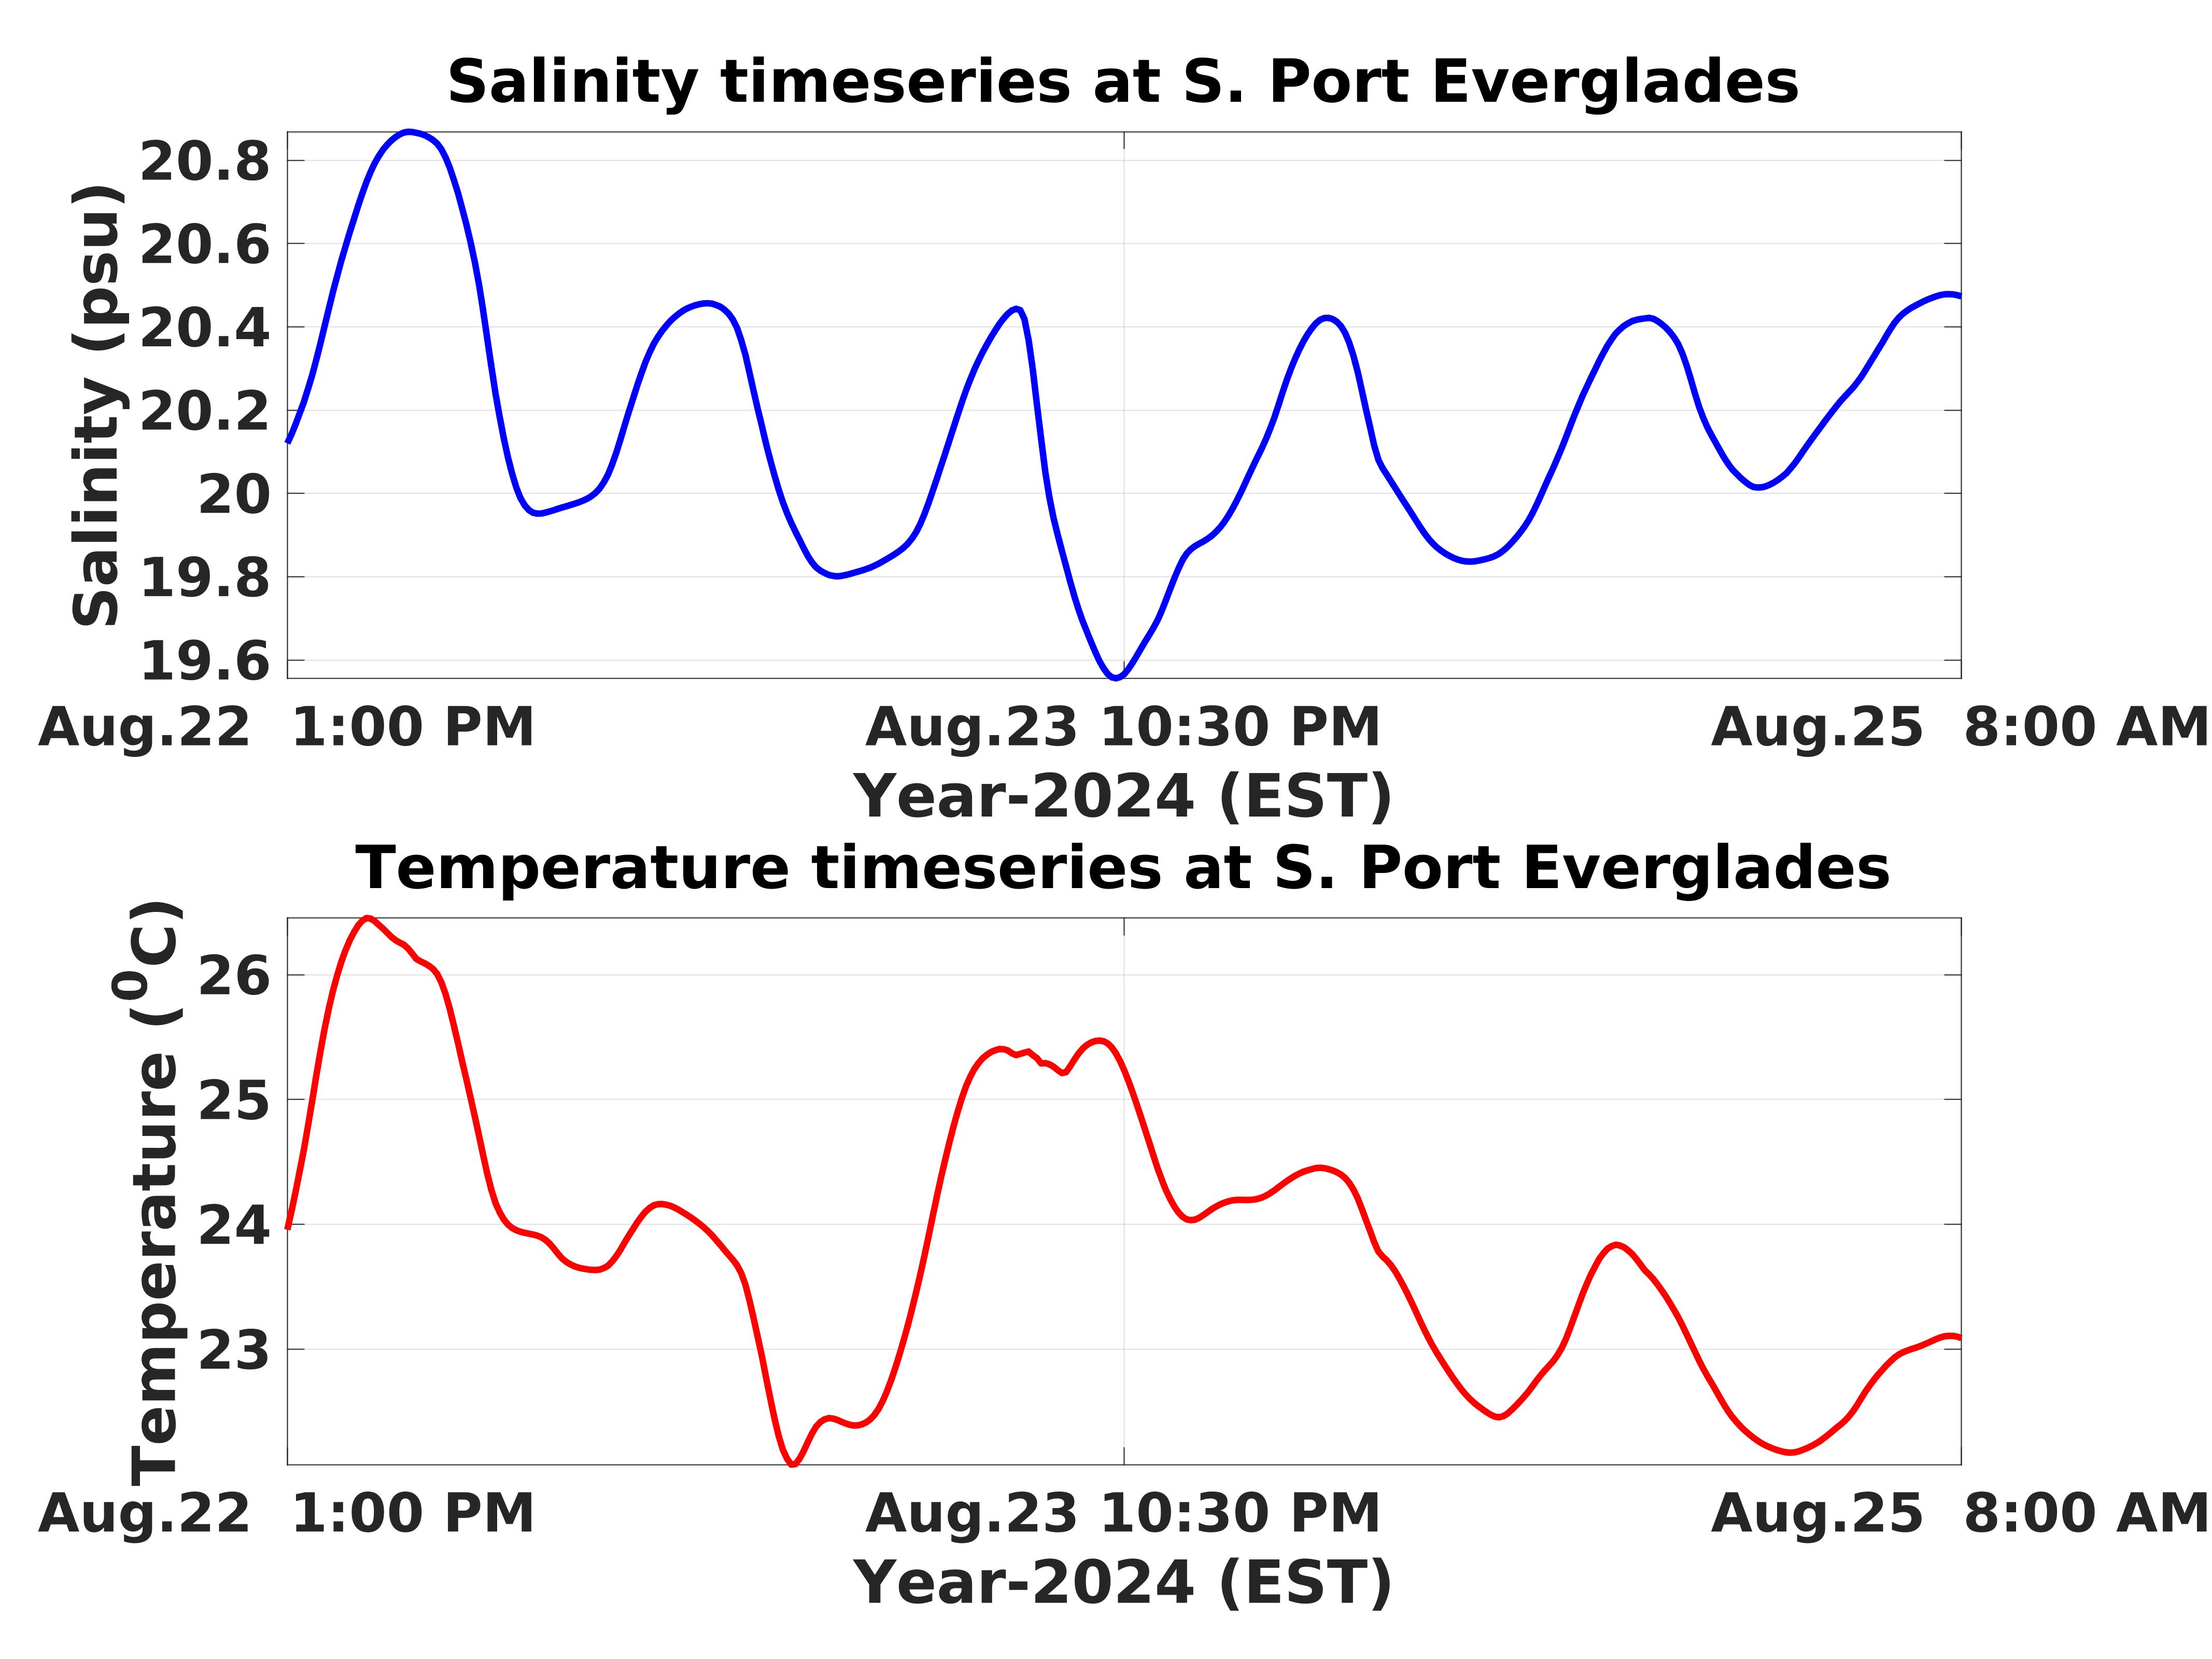 Salinity timeseries at S. Port Everglades
Salinity (psu)
20.8
20.6
20.4
20.2
20
19.8
19.6
Aug.22 1:00 PM Aug.23 10:30 PM Aug.25 8:00 AM
Year-2024 (EST)
Temperature timeseries at S. Port Everglades
Temperature (⁰C)
26
25
24
23
Aug.22 1:00 PM Aug.23 10:30 PM Aug.25 8:00 AM
Year-2024 (EST)